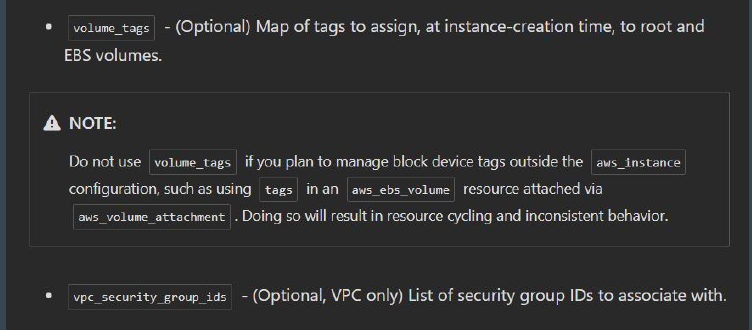 volume_tags - (Optional) Map of tags to assign, at instance-creation time, to root and
EBS volumes.
NOTE:
Do not use volume_tags if you plan to manage block device tags outside the aws_instance
configuration, such as using tags in an aws_ebs_volume resource attached via
aws_volume_attachment. Doing so will result in resource cycling and inconsistent behavior.
vpc_security_group_ids - (Optional, VPC only) List of security group IDs to associate with.